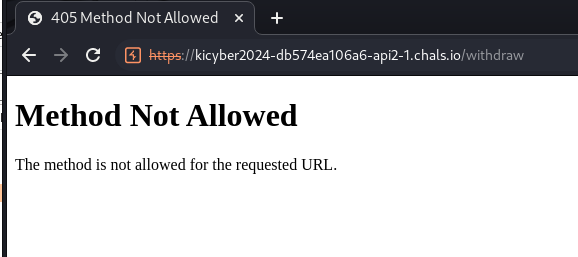 405 Method Not Allowed
https://kicyber2024-db574ea106a6-api2-1.chals.io/withdraw
Method Not Allowed
The method is not allowed for the requested URL.